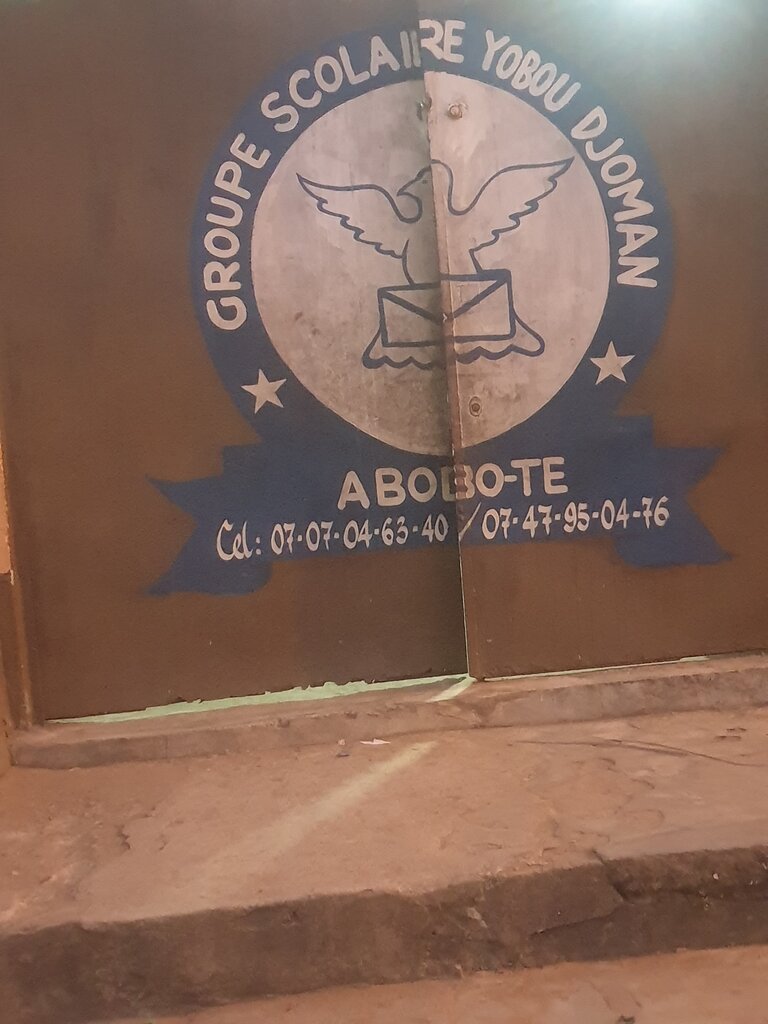 GROUPE SCOLAIRE YOBOU DJOMAN
ABOBO-TE
Cel: 07-07-04-63-40 / 07-47-95-04-76